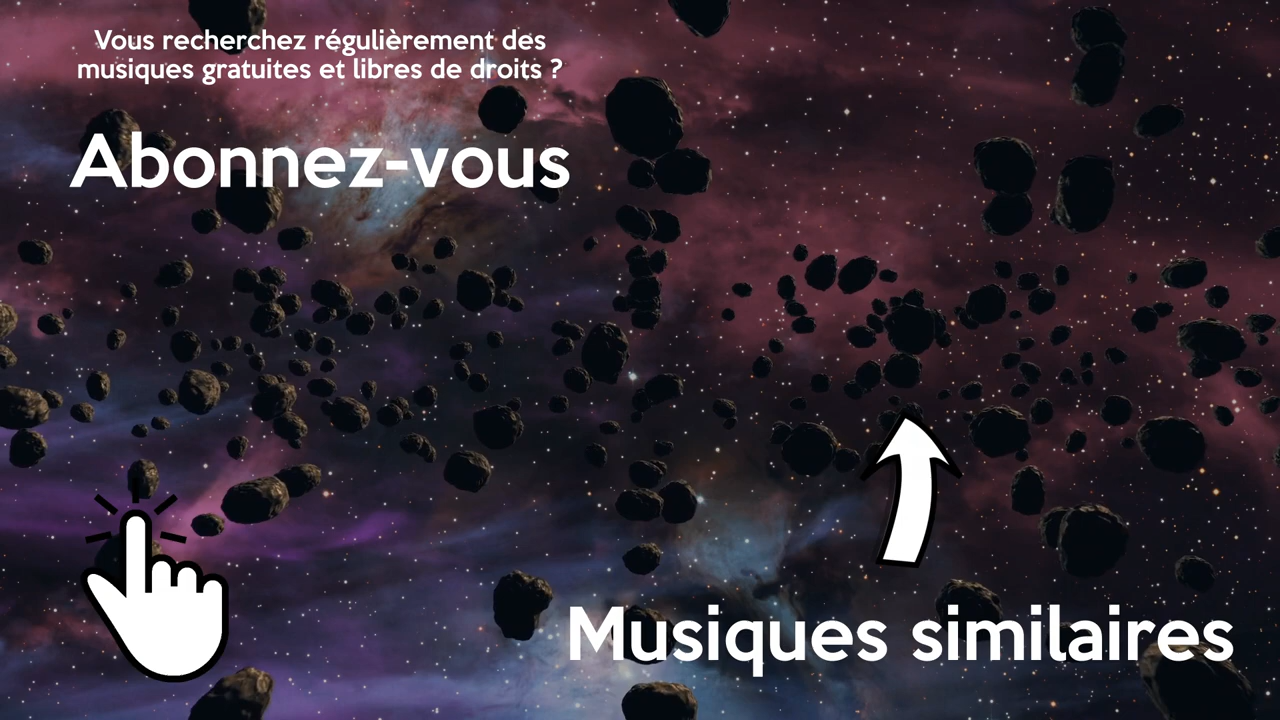 Vous recherchez régulièrement des
musiques gratuites et libres de droits ?
Abonnez-vous
Musiques similaires